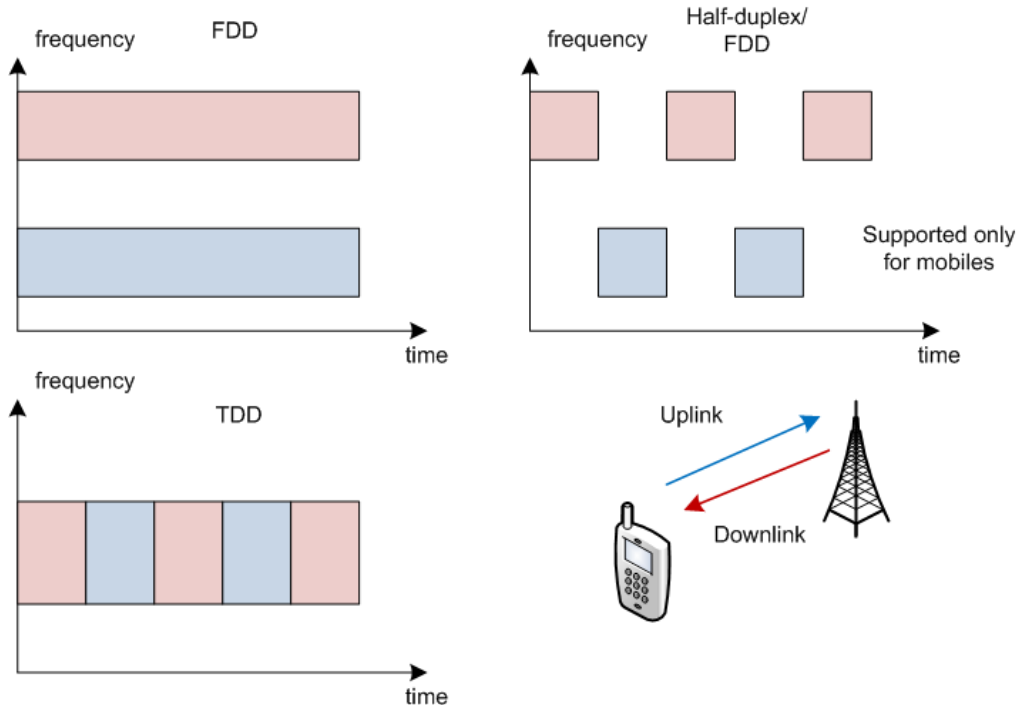 frequency
FDD
time
frequency
Half-duplex/
FDD
Supported only
for mobiles
time
frequency
TDD
time
Uplink
Downlink